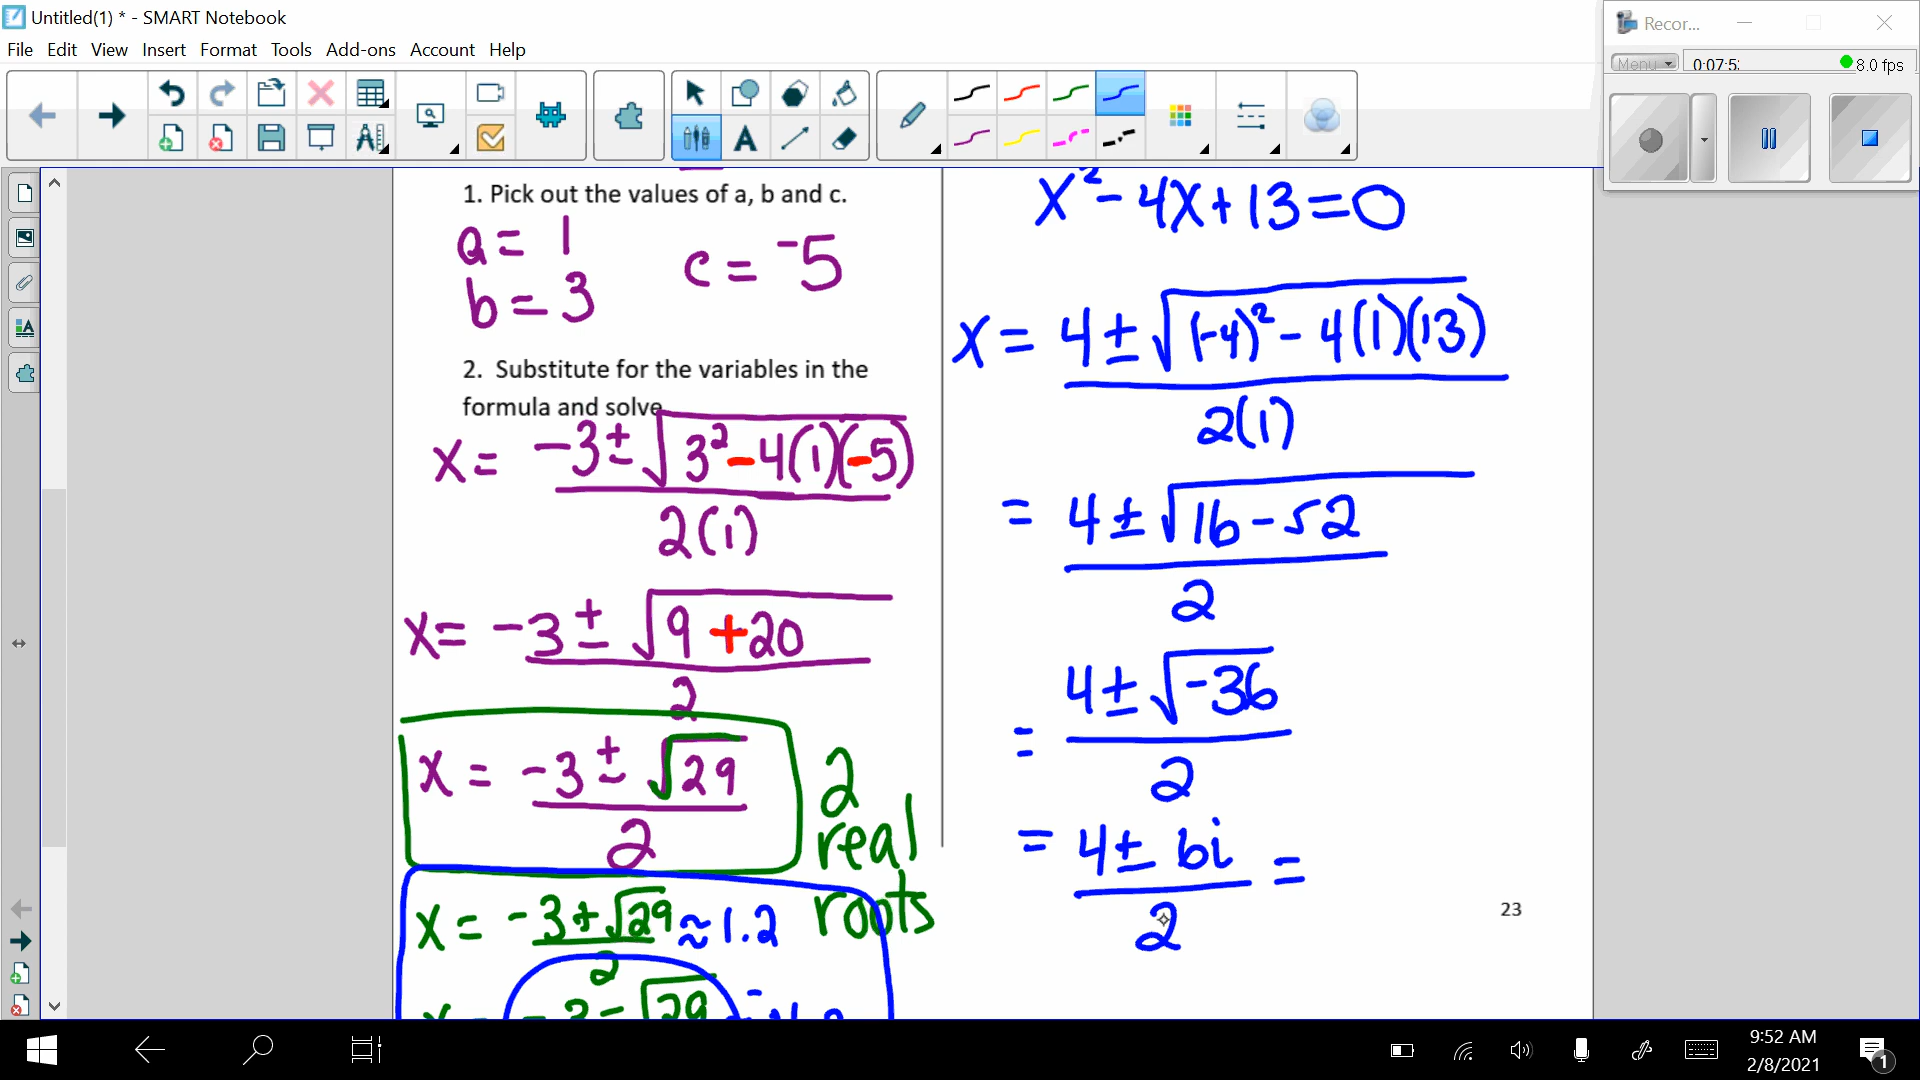 Untitled(1) * - SMART Notebook
File Edit View Insert Format Tools Add-ons Account Help
Recor...
Menu 0:07:5 8.0 fps
1. Pick out the values of a, b and c.
a = 1
b = 3
c = -5
2. Substitute for the variables in the
formula and solve
x = -3 ± √3² - 4(1)(-5)
2(1)
x = -3 ± √9 + 20
2
x = -3 ± √29
2
2
real
roots
x = -3 + √29 ≈ 1.2
2
-3 - √29
x² - 4x + 13 = 0
x = 4 ± √(-4)² - 4(1)(13)
2(1)
= 4 ± √16 - 52
2
= 4 ± √-36
2
= 4 ± 6i =
2
23
9:52 AM
2/8/2021
1